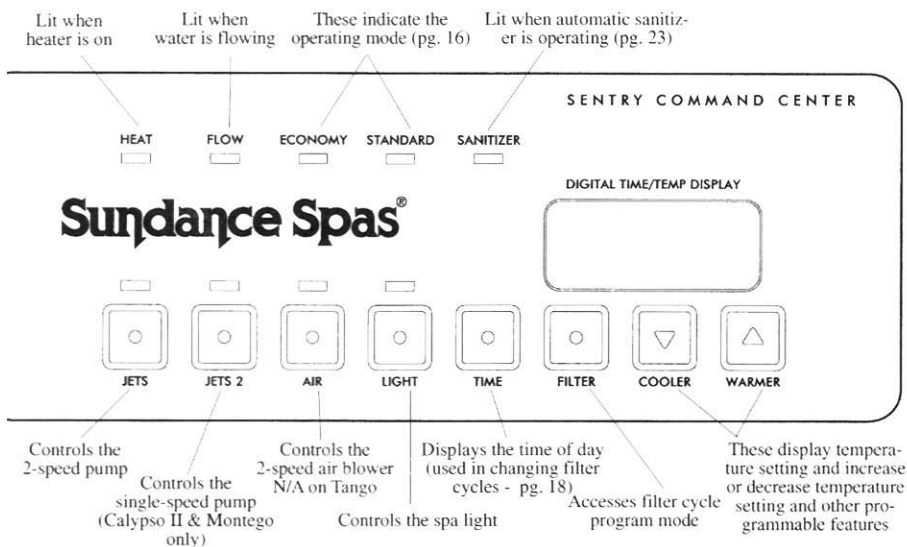 Lit when
heater is on
Lit when
water is flowing
These indicate the
operating mode (pg. 16)
Lit when automatic sanitiz-
er is operating (pg. 23)
SENTRY COMMAND CENTER
HEAT
FLOW
ECONOMY
STANDARD
SANITIZER
DIGITAL TIME/TEMP DISPLAY
Sundance Spas®
JETS
JETS 2
AIR
LIGHT
TIME
FILTER
COOLER
WARMER
Controls the
2-speed pump
Controls the
single-speed pump
(Calypso II & Montego
only)
Controls the
2-speed air blower
N/A on Tango
Controls the spa light
Displays the time of day
(used in changing filter
cycles - pg. 18)
Accesses filter cycle
program mode
These display tempera-
ture setting and increase
or decrease temperature
setting and other pro-
grammable features